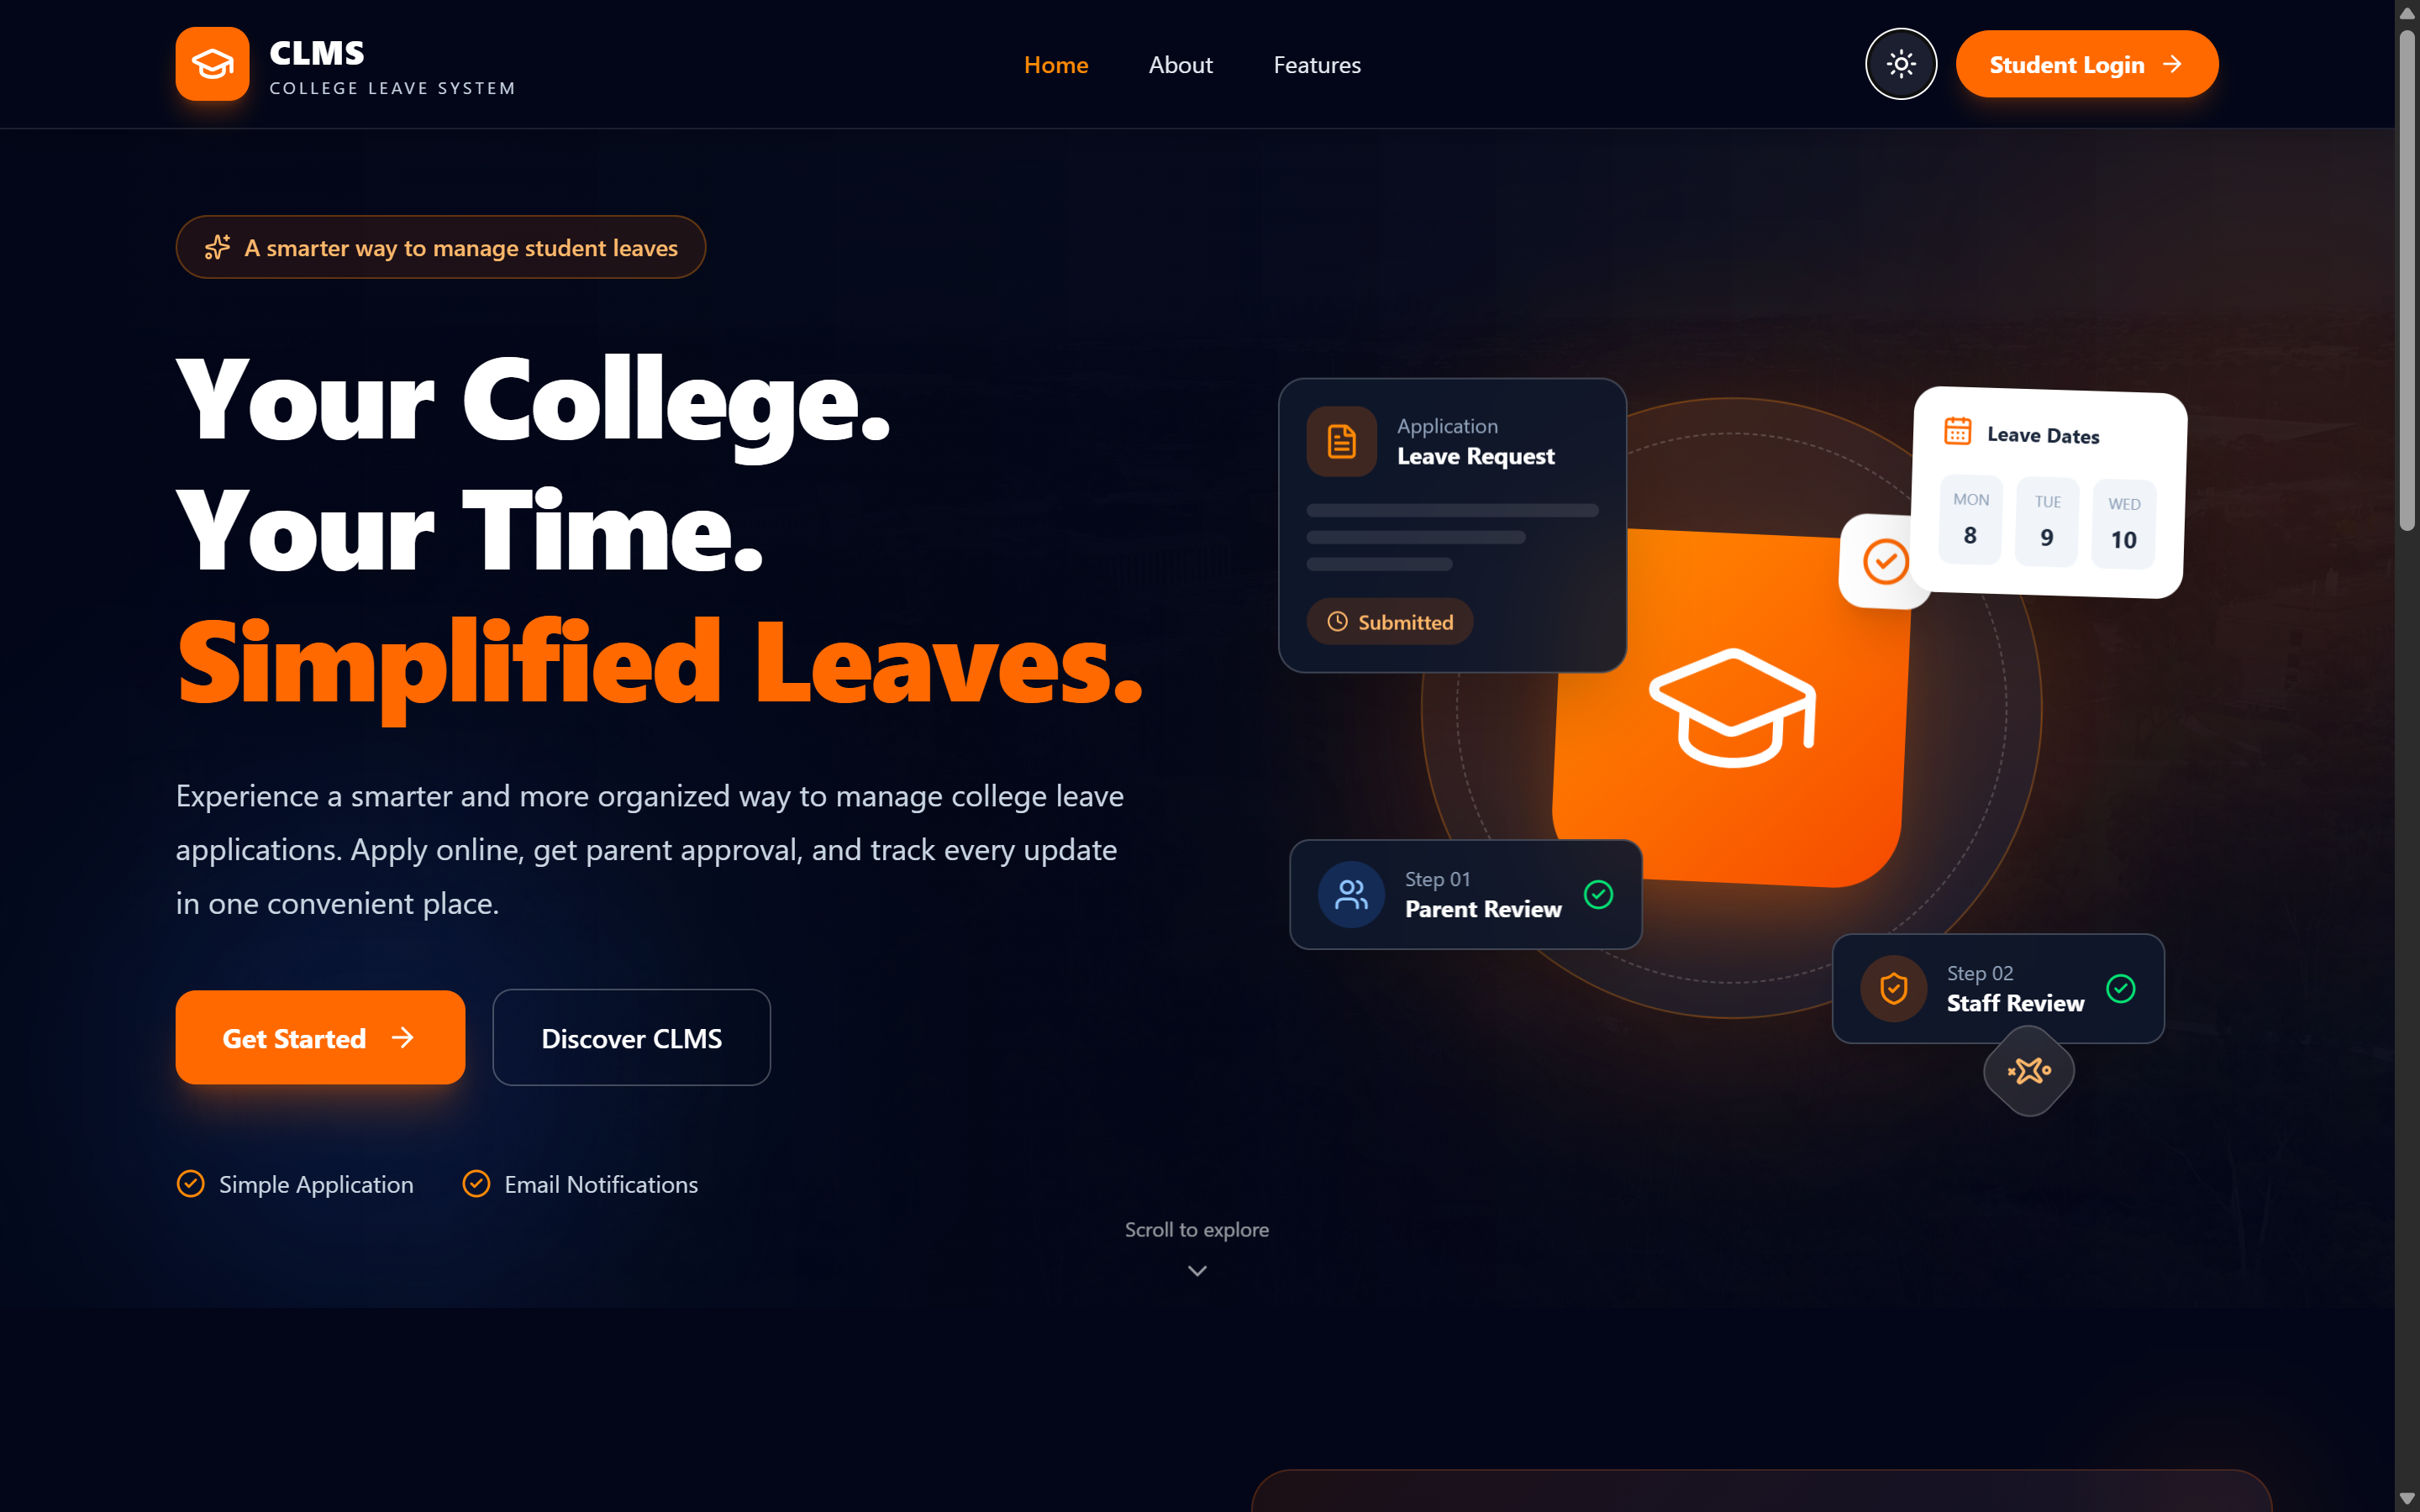 CLMS
COLLEGE LEAVE SYSTEM
Home
About
Features
Student Login
A smarter way to manage student leaves
Your College.
Your Time.
Simplified Leaves.
Experience a smarter and more organized way to manage college leave
applications. Apply online, get parent approval, and track every update
in one convenient place.
Get Started
Discover CLMS
Simple Application
Email Notifications
Application
Leave Request
Submitted
Leave Dates
MON
TUE
WED
8
9
10
Step 01
Parent Review
Step 02
Staff Review
Scroll to explore